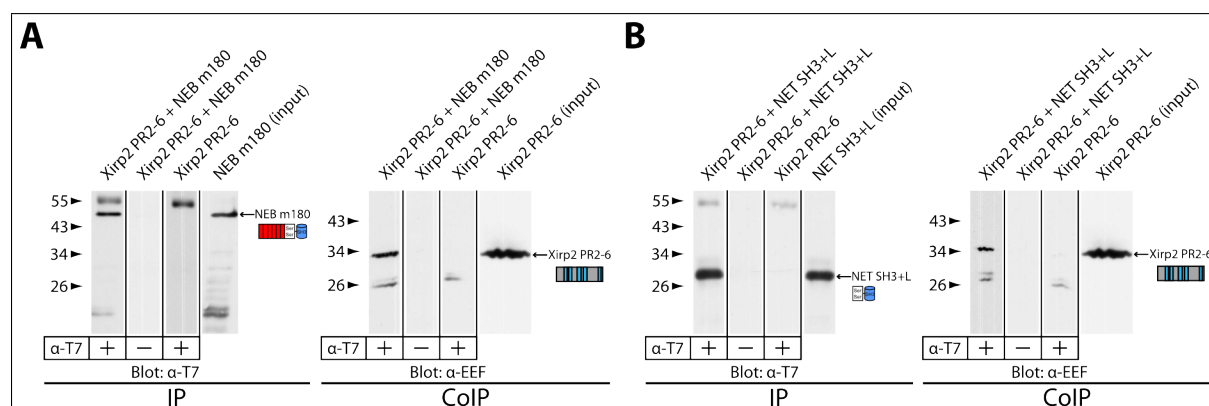 A
Xirp2 PR2-6 + NEB m180
Xirp2 PR2-6 + NEB m180
Xirp2 PR2-6
NEB m180 (input)
55
43
34
26
NEB m180
Ser
Ser
α-T7 + – +
Blot: α-T7
IP
Xirp2 PR2-6 + NEB m180
Xirp2 PR2-6 + NEB m180
Xirp2 PR2-6
Xirp2 PR2-6 (input)
43
34
26
Xirp2 PR2-6
α-T7 + – +
Blot: α-EEF
CoIP
B
Xirp2 PR2-6 + NET SH3+L
Xirp2 PR2-6 + NET SH3+L
Xirp2 PR2-6
NET SH3+L (input)
55
43
34
26
NET SH3+L
Ser
Ser
α-T7 + – +
Blot: α-T7
IP
Xirp2 PR2-6 + NET SH3+L
Xirp2 PR2-6 + NET SH3+L
Xirp2 PR2-6
Xirp2 PR2-6 (input)
43
34
26
Xirp2 PR2-6
α-T7 + – +
Blot: α-EEF
CoIP